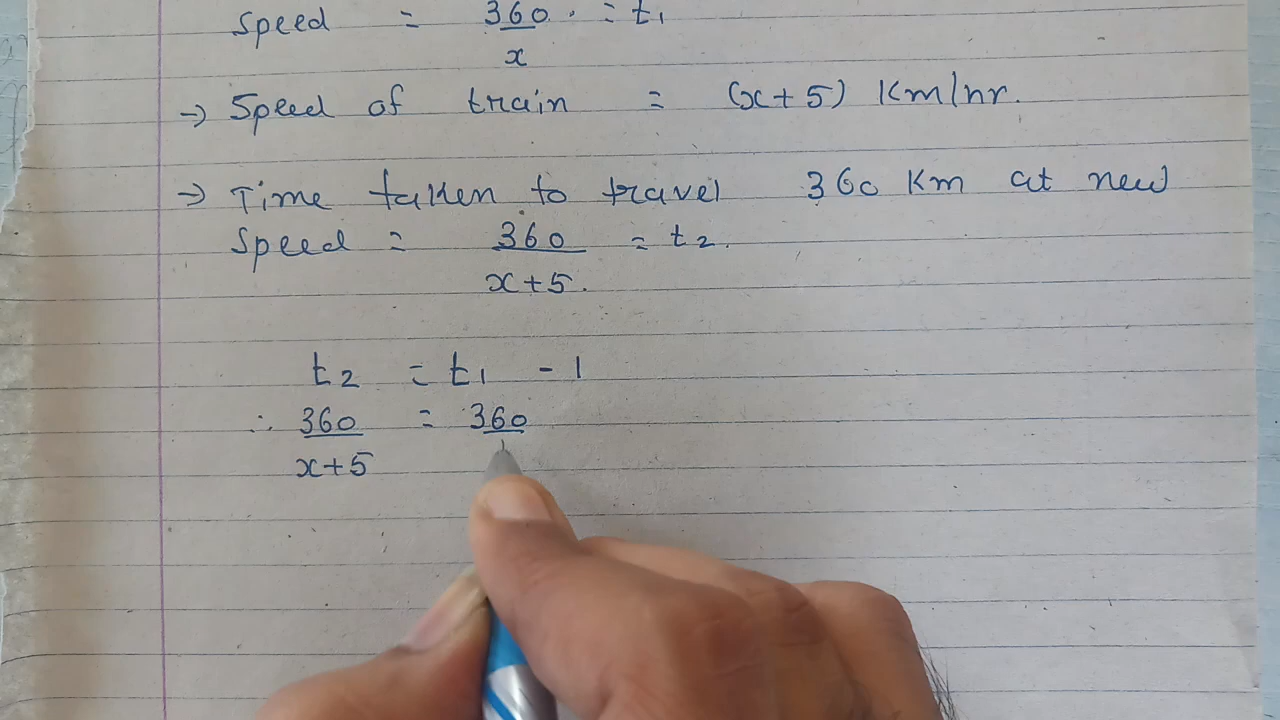 Speed = 360 . = t₁
x
→ Speed of train = (x+5) Km/hr.
→ Time taken to travel 360 Km at new
Speed = 360 = t₂.
x+5.
t₂ = t₁ - 1
∴ 360 = 360
x+5